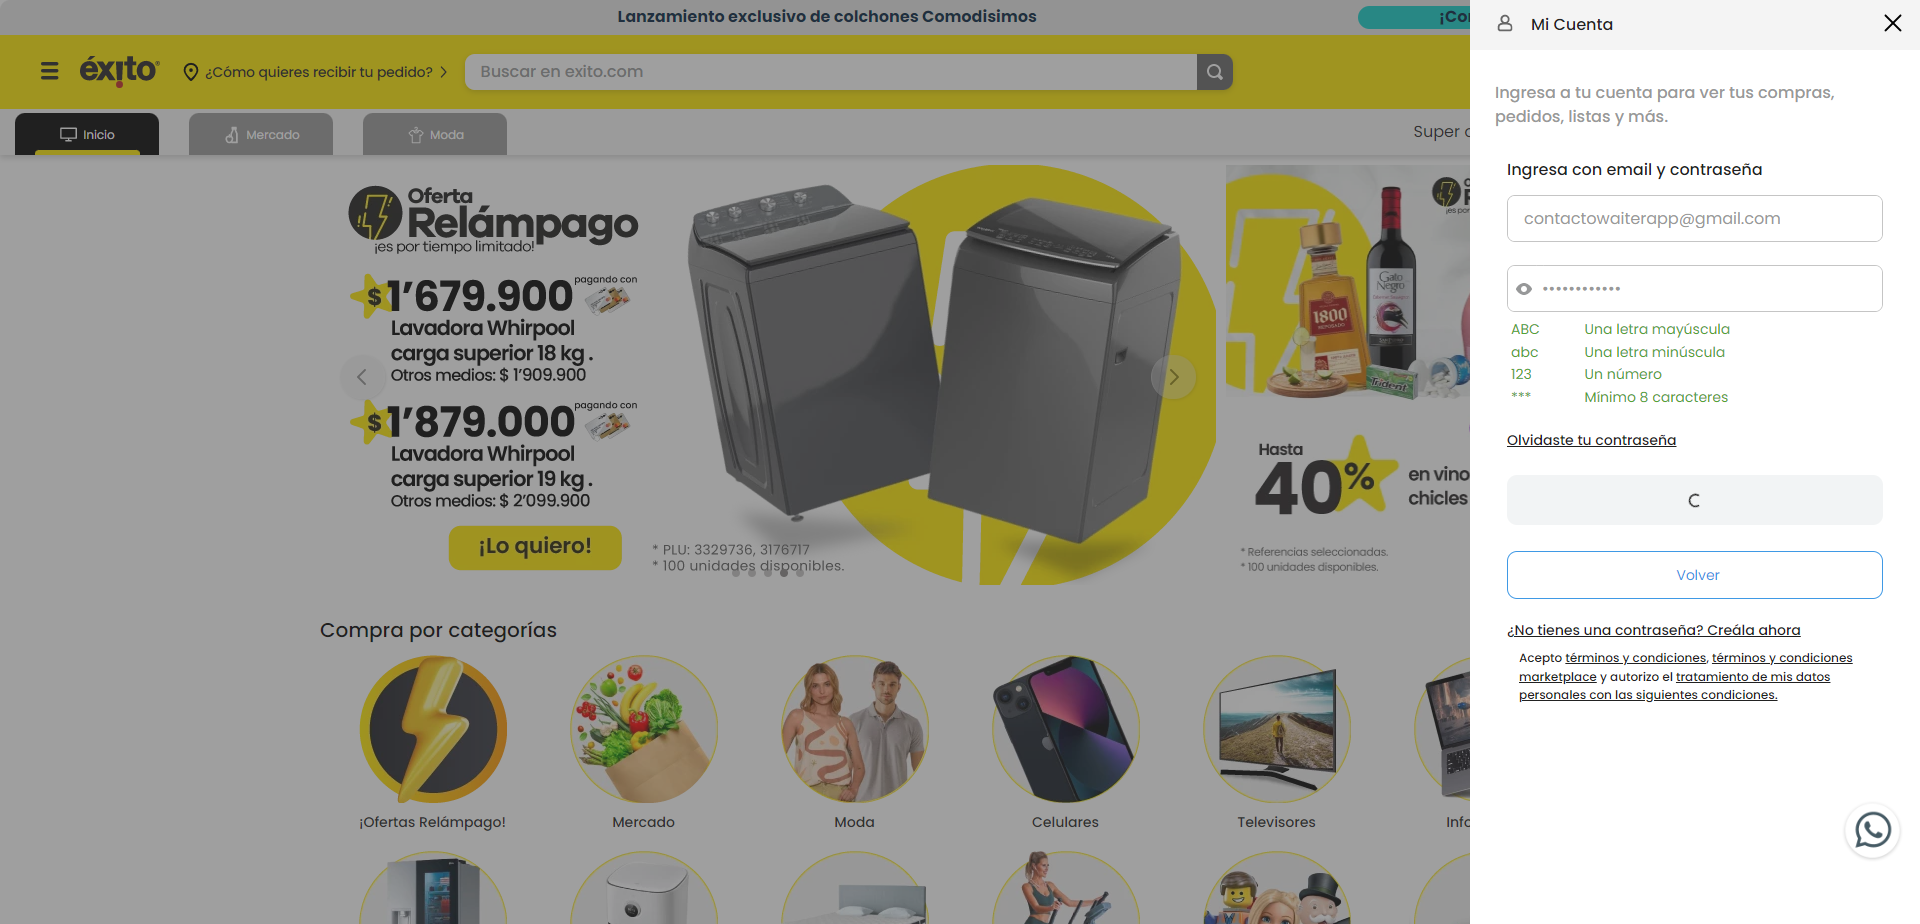 Lanzamiento exclusivo de colchones Comodisimos
éxito
¿Cómo quieres recibir tu pedido?
Buscar en exito.com
Inicio
Mercado
Moda
Oferta
Relámpago
¡es por tiempo limitado!
$ 1'679.900
pagando con
Lavadora Whirpool
carga superior 18 kg.
Otros medios: $ 1'909.900
$ 1'879.000
pagando con
Lavadora Whirpool
carga superior 19 kg.
Otros medios: $ 2'099.900
¡Lo quiero!
* PLU: 3329736, 3176717
* 100 unidades disponibles.
Gato
Negro
1800
Trident
Hasta
40%
en vino
chicles
* Referencias seleccionadas.
* 100 unidades disponibles.
Compra por categorías
¡Ofertas Relámpago!
Mercado
Moda
Celulares
Televisores
Mi Cuenta
Ingresa a tu cuenta para ver tus compras,
pedidos, listas y más.
Ingresa con email y contraseña
contactowaiterapp@gmail.com
••••••••••••
ABC Una letra mayúscula
abc Una letra minúscula
123 Un número
*** Mínimo 8 caracteres
Olvidaste tu contraseña
Volver
¿No tienes una contraseña? Creála ahora
Acepto términos y condiciones, términos y condiciones
marketplace y autorizo el tratamiento de mis datos
personales con las siguientes condiciones.